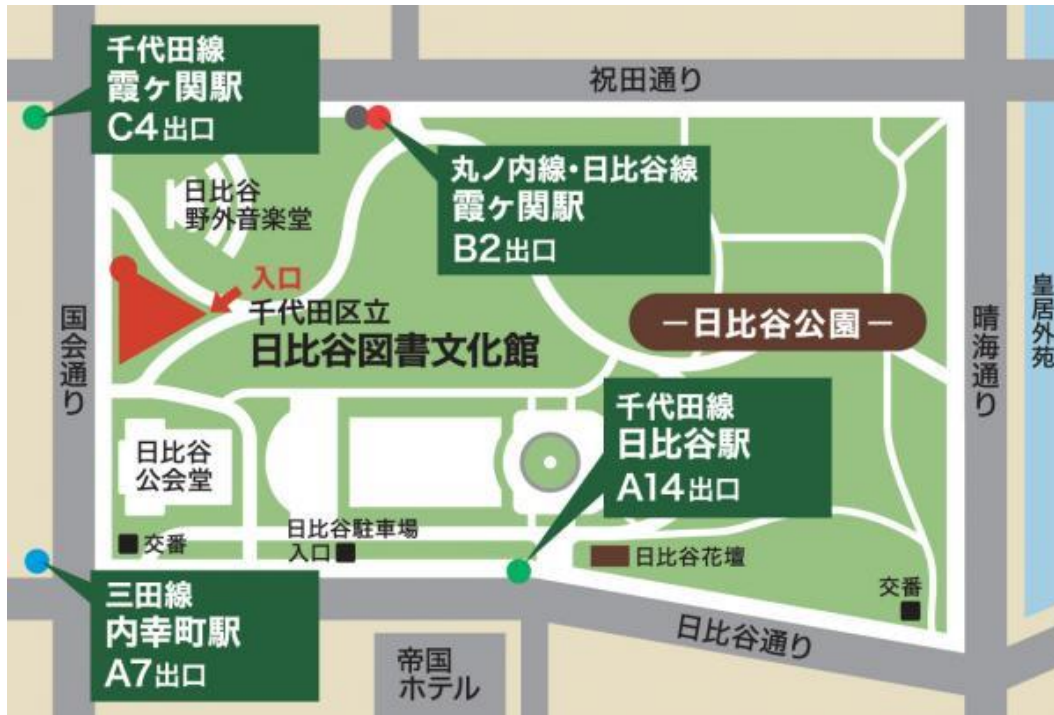 千代田線
霞ヶ関駅
C4出口
祝田通り
丸ノ内線・日比谷線
霞ヶ関駅
B2出口
日比谷
野外音楽堂
入口
千代田区立
日比谷図書文化館
－日比谷公園－
国会通り
晴海通り
皇居外苑
千代田線
日比谷駅
A14出口
日比谷
公会堂
交番
日比谷駐車場
入口
日比谷花壇
交番
三田線
内幸町駅
A7出口
帝国
ホテル
日比谷通り